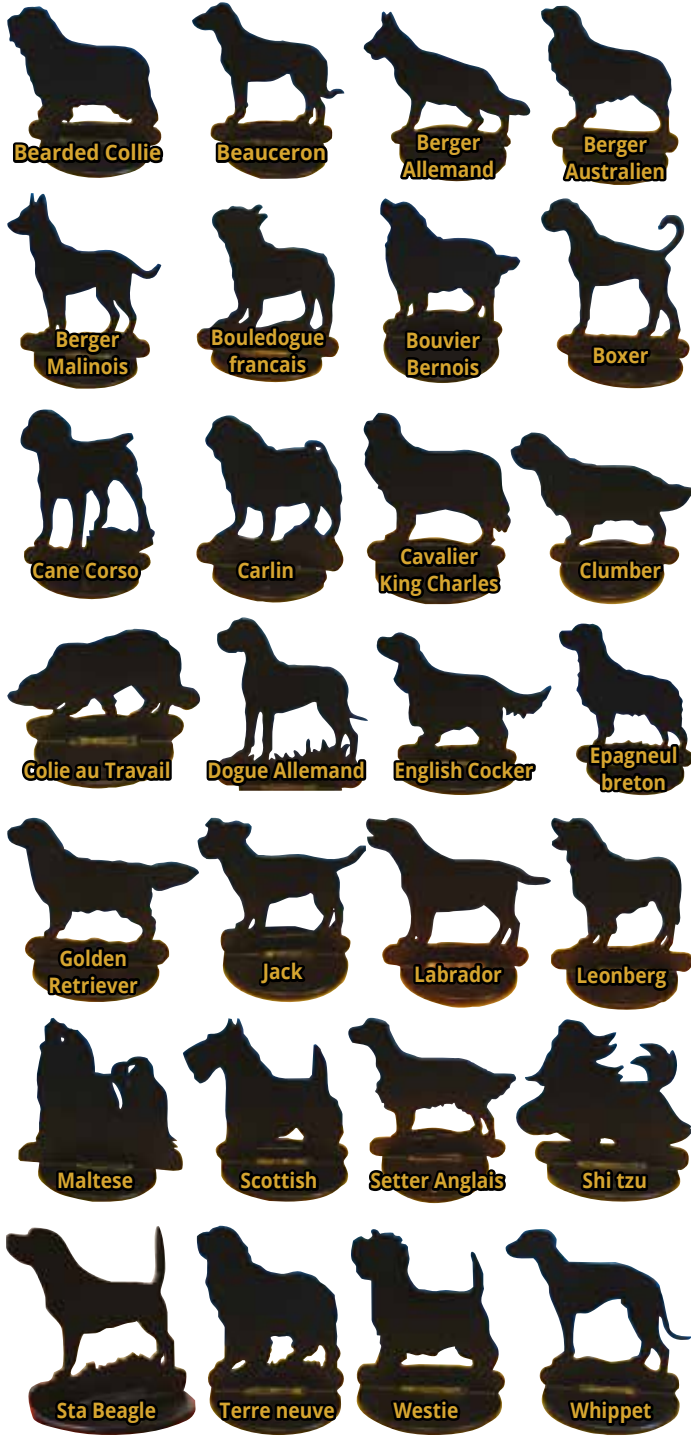 Bearded Collie
Beauceron
Berger
Allemand
Berger
Australien
Berger
Malinois
Bouledogue
francais
Bouvier
Bernois
Boxer
Cane Corso
Carlin
Cavalier
King Charles
Clumber
Colie au Travail
Dogue Allemand
English Cocker
Epagneul
breton
Golden
Retriever
Jack
Labrador
Leonberg
Maltese
Scottish
Setter Anglais
Shi tzu
Sta Beagle
Terre neuve
Westie
Whippet